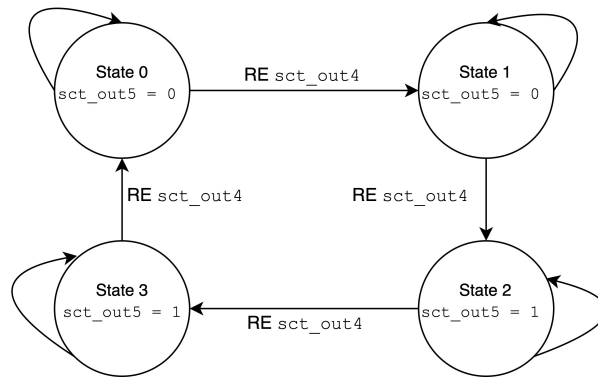 State 0
sct_out5 = 0
RE sct_out4
State 1
sct_out5 = 0
RE sct_out4
RE sct_out4
State 3
sct_out5 = 1
State 2
sct_out5 = 1
RE sct_out4